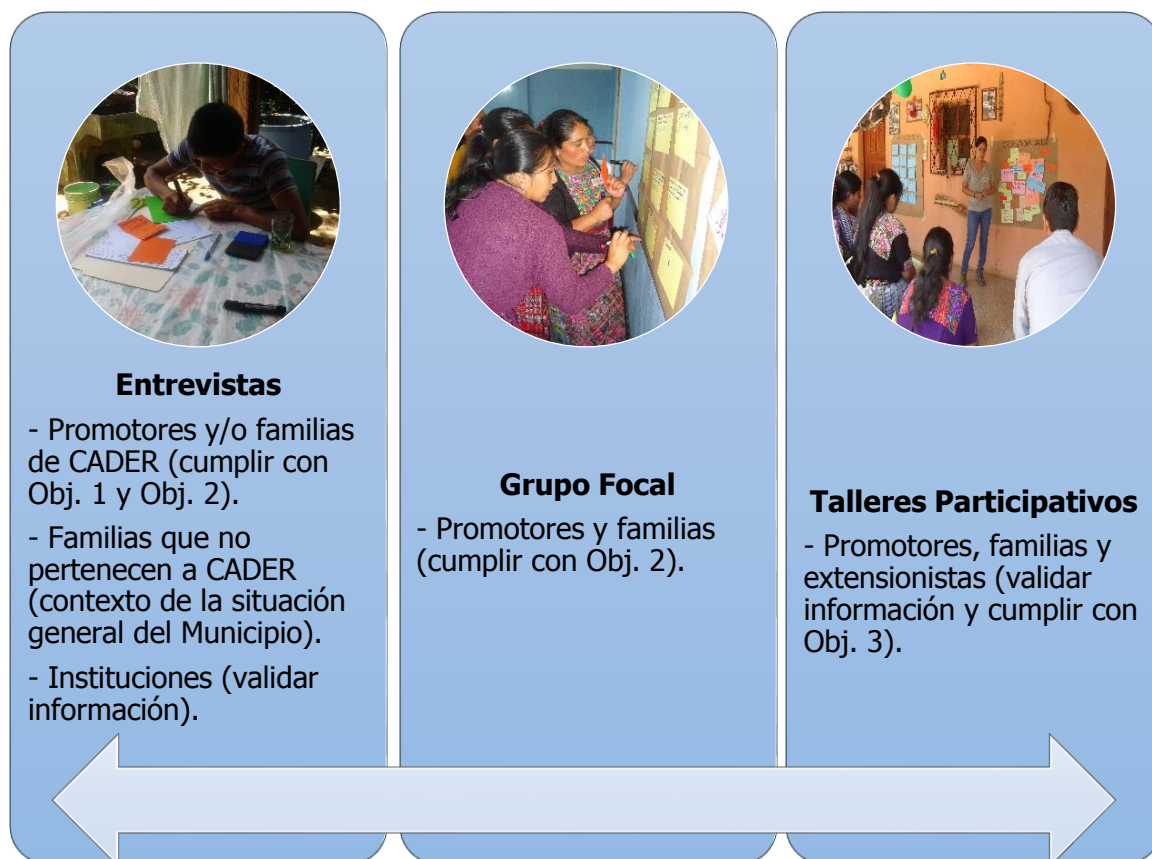 Entrevistas
- Promotores y/o familias
de CADER (cumplir con
Obj. 1 y Obj. 2).
- Familias que no
pertenecen a CADER
(contexto de la situación
general del Municipio).
- Instituciones (validar
información).
Grupo Focal
- Promotores y familias
(cumplir con Obj. 2).
Talleres Participativos
- Promotores, familias y
extensionistas (validar
información y cumplir con
Obj. 3).